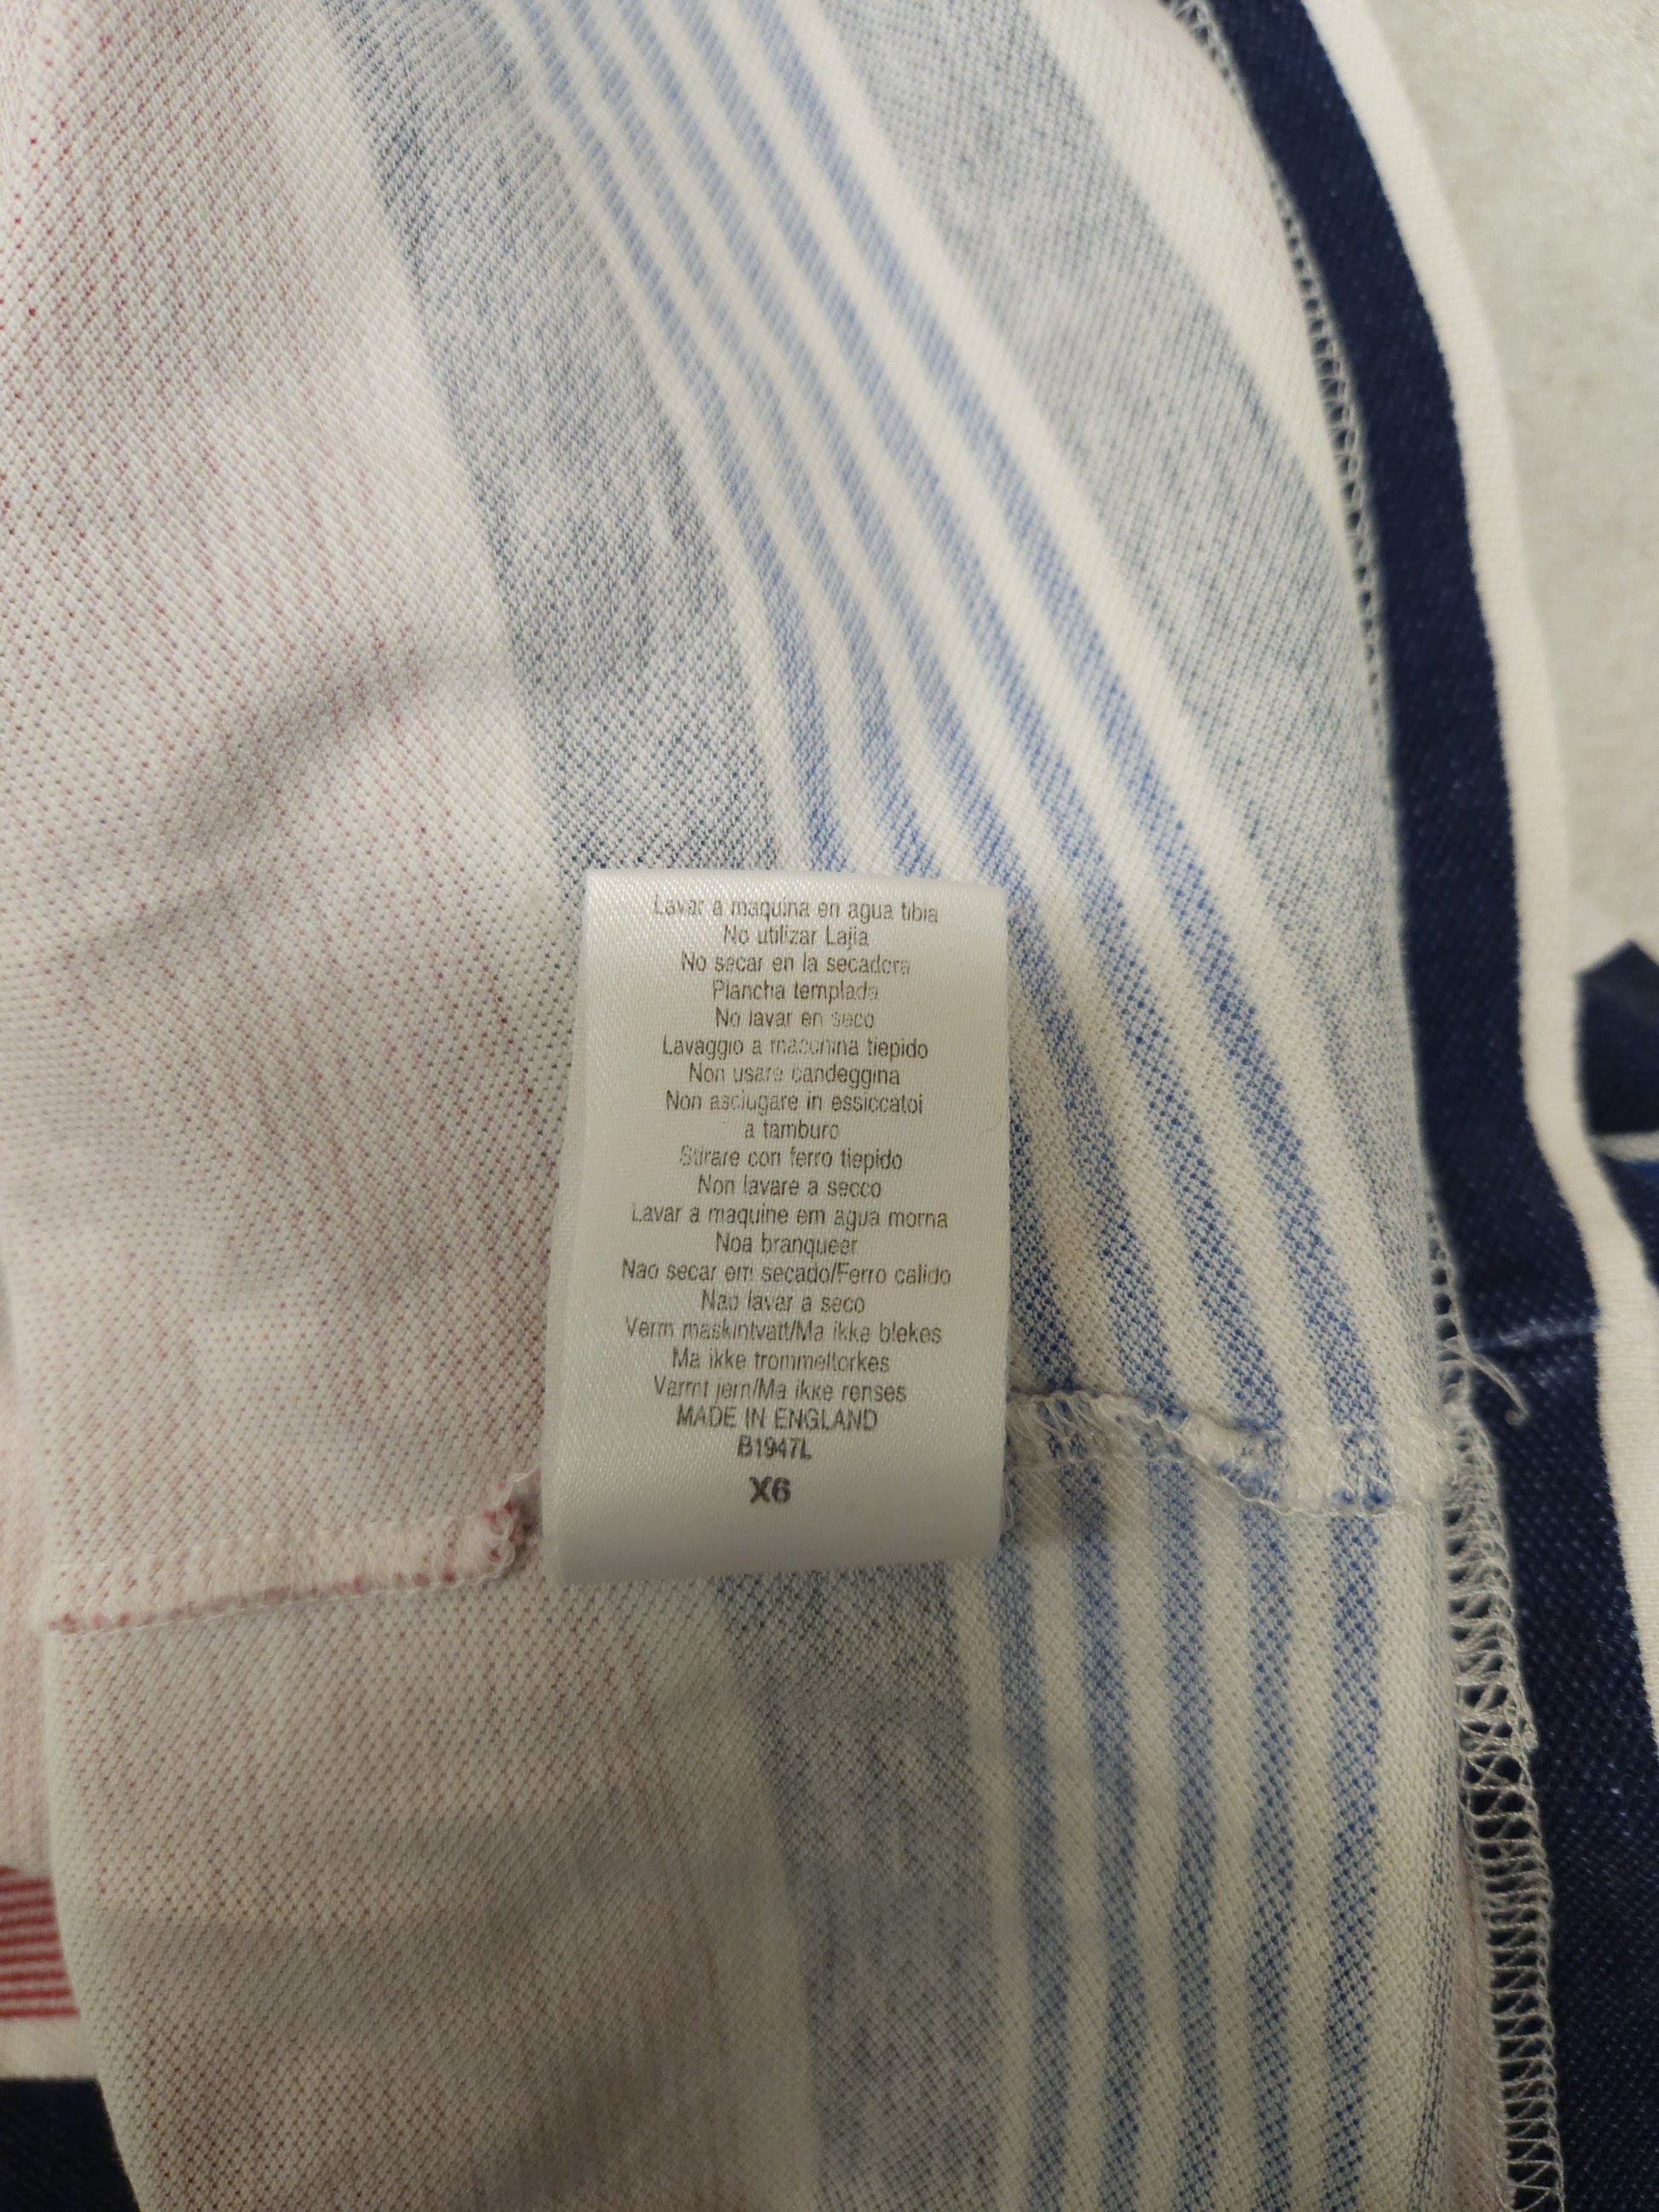 Lavar a maquina en agua tibia
No utilizar Lajia
No secar en la secadora
Plancha templada
No lavar en seco
Lavaggio a macchina tiepido
Non usare candeggina
Non asciugare in essiccatoi
a tamburo
Stirare con ferro tiepido
Non lavare a secco
Lavar a maquine em agua morna
Noa branqueer
Nao secar em secado/Ferro calido
Nao lavar a seco
Verm maskintvatt/Ma ikke blekes
Ma ikke trommeltorkes
Varmt jern/Ma ikke renses
MADE IN ENGLAND
B1947L
X6